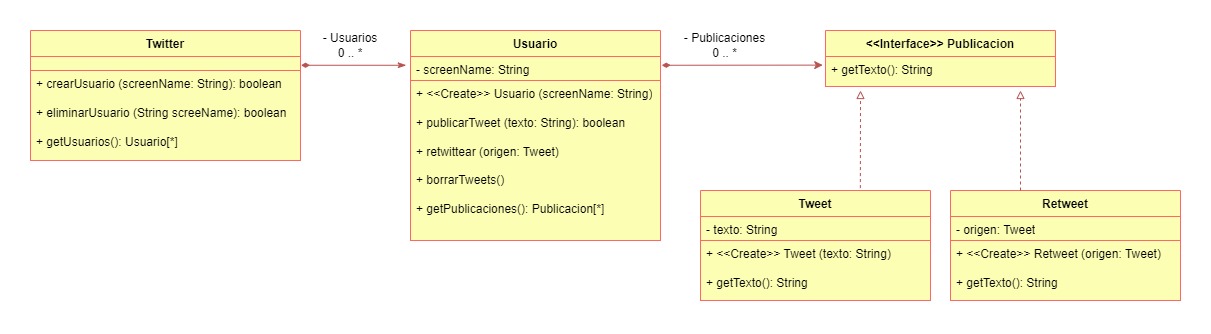 Twitter
+ crearUsuario (screenName: String): boolean
+ eliminarUsuario (String screeName): boolean
+ getUsuarios(): Usuario[*]
- Usuarios
0 .. *
Usuario
- screenName: String
+ <<Create>> Usuario (screenName: String)
+ publicarTweet (texto: String): boolean
+ retwittear (origen: Tweet)
+ borrarTweets()
+ getPublicaciones(): Publicacion[*]
- Publicaciones
0 .. *
<<Interface>> Publicacion
+ getTexto(): String
Tweet
- texto: String
+ <<Create>> Tweet (texto: String)
+ getTexto(): String
Retweet
- origen: Tweet
+ <<Create>> Retweet (origen: Tweet)
+ getTexto(): String